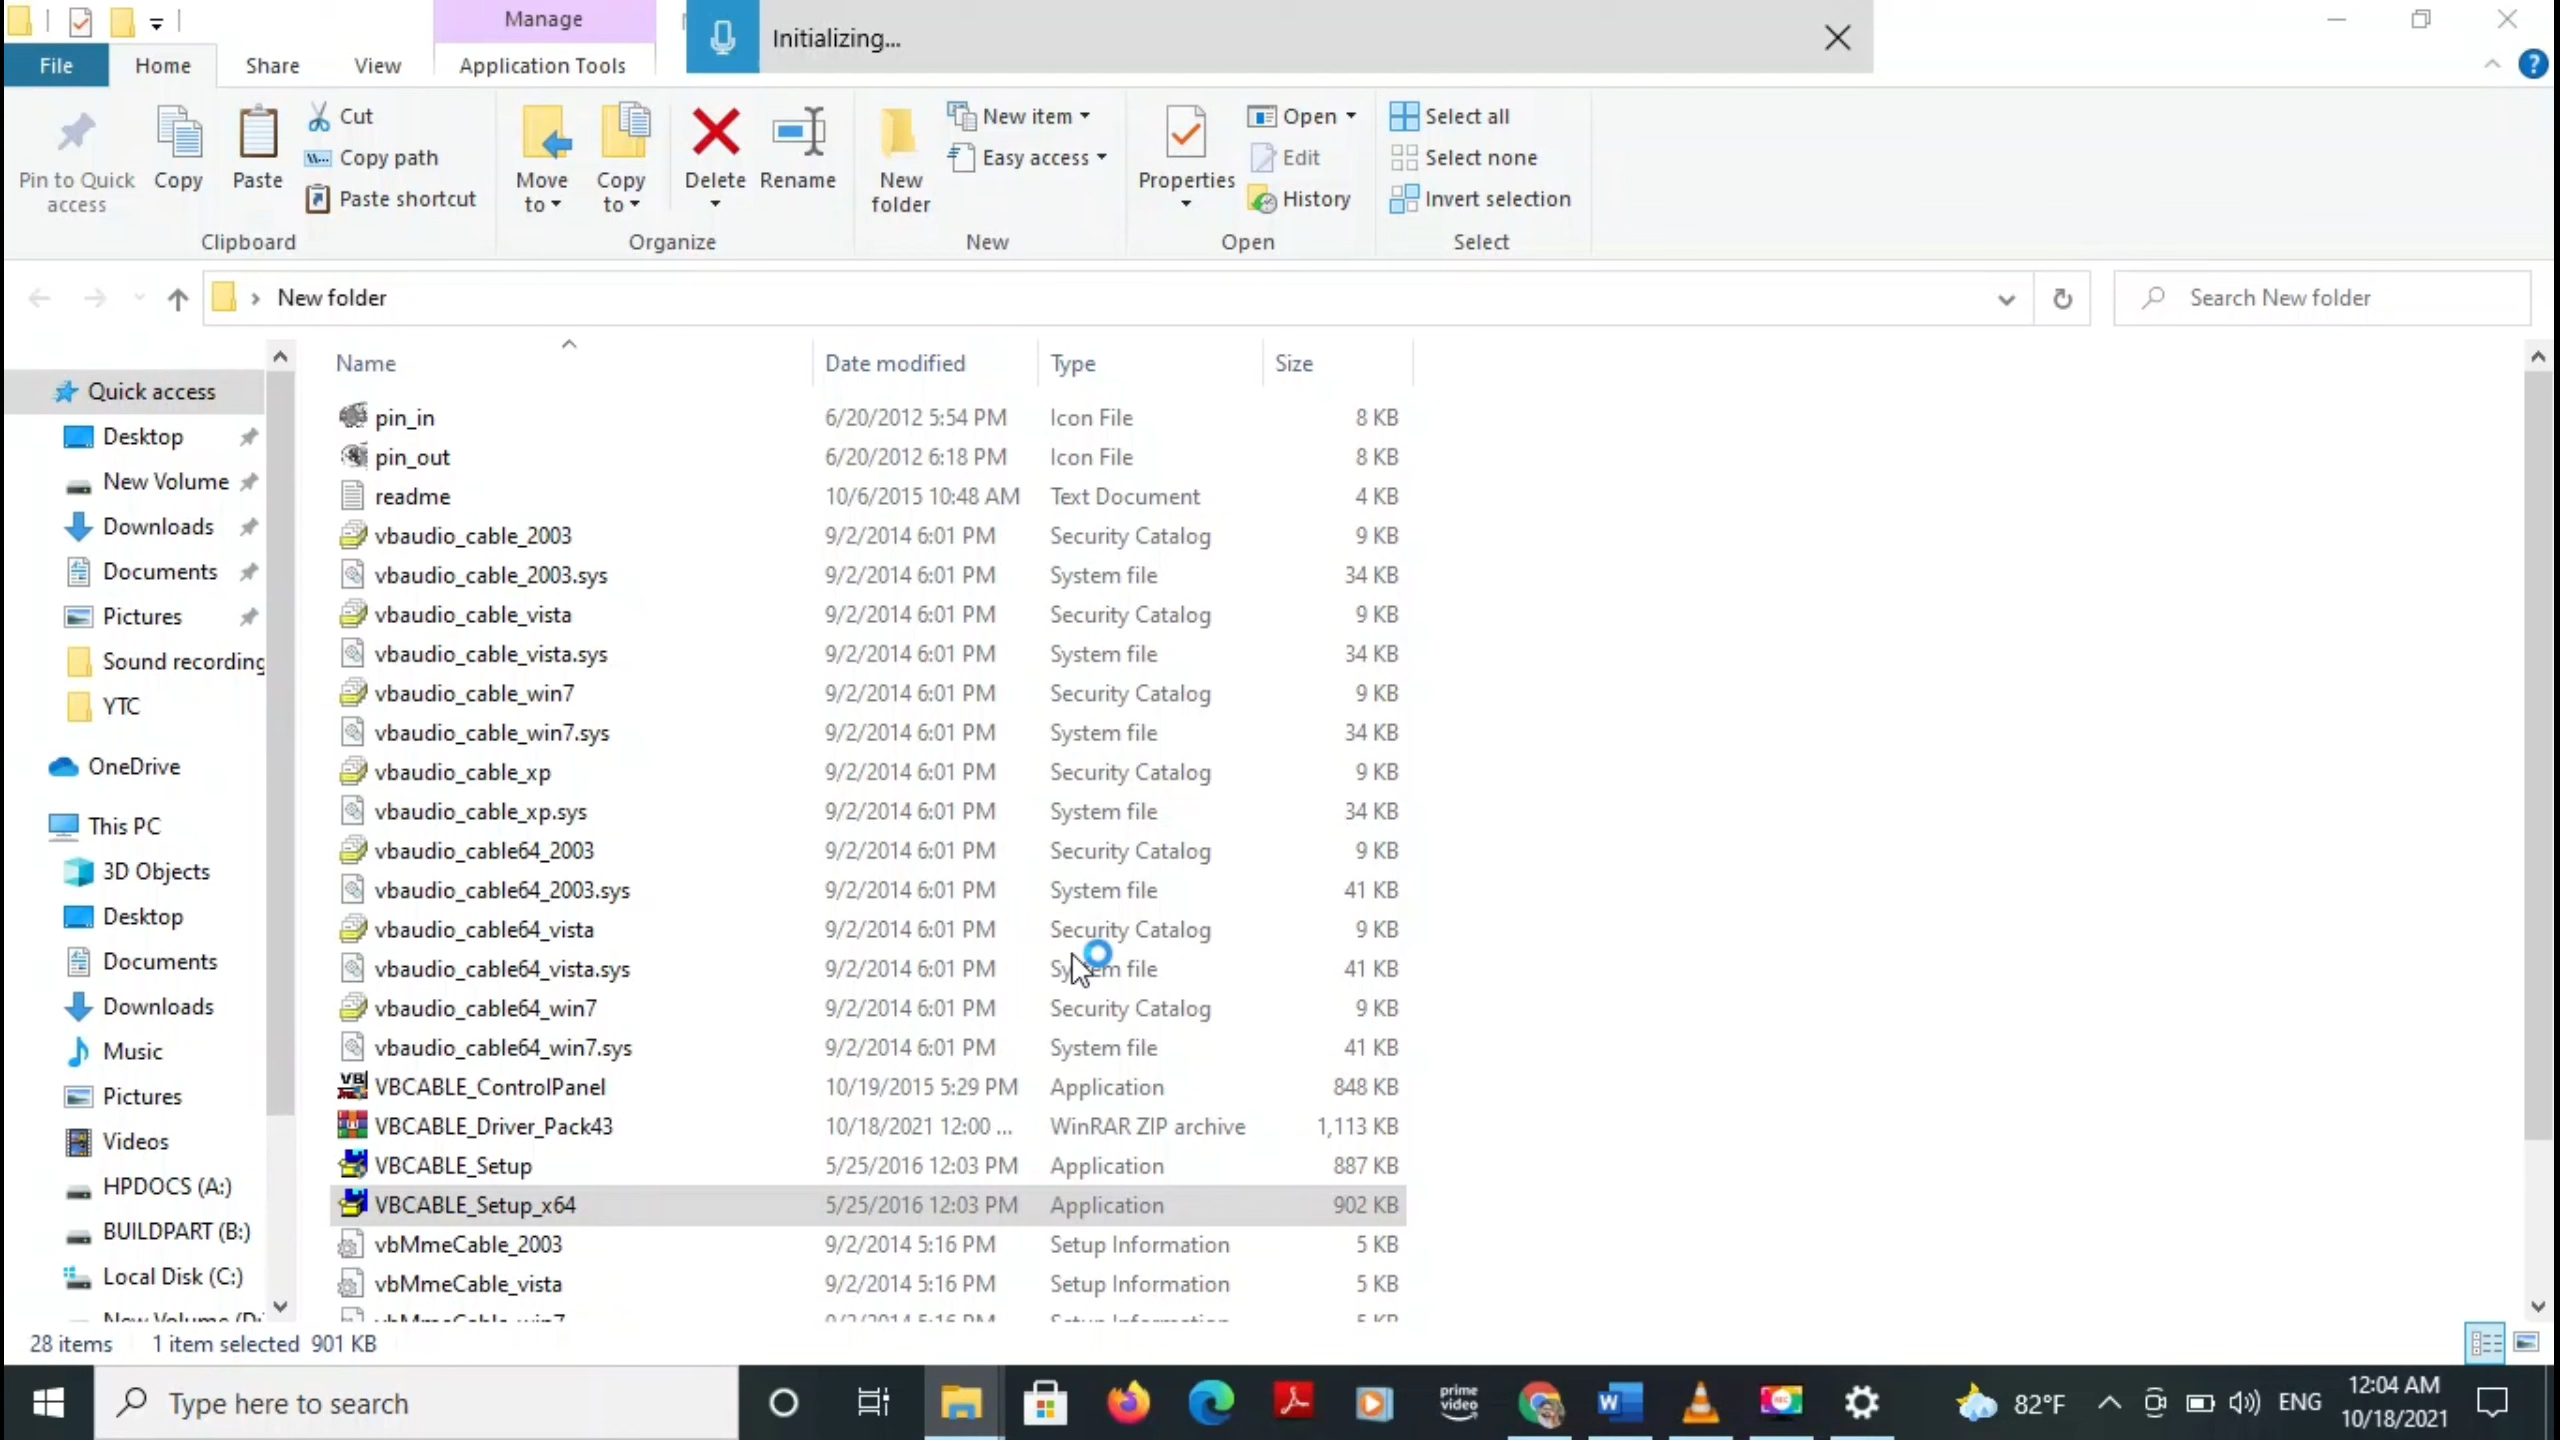 Manage
Initializing...
File Home Share View Application Tools
Pin to Quick access
Copy
Paste
Cut
Copy path
Paste shortcut
Clipboard
Move to
Copy to
Delete
Rename
Organize
New folder
New item
Easy access
New
Properties
Open
Edit
History
Open
Select all
Select none
Invert selection
Select
New folder
Search New folder
Quick access
Desktop
New Volume
Downloads
Documents
Pictures
Sound recording
YTC
OneDrive
This PC
3D Objects
Desktop
Documents
Downloads
Music
Pictures
Videos
HPDOCS (A:)
BUILDPART (B:)
Local Disk (C:)
Name Date modified Type Size
pin_in 6/20/2012 5:54 PM Icon File 8 KB
pin_out 6/20/2012 6:18 PM Icon File 8 KB
readme 10/6/2015 10:48 AM Text Document 4 KB
vbaudio_cable_2003 9/2/2014 6:01 PM Security Catalog 9 KB
vbaudio_cable_2003.sys 9/2/2014 6:01 PM System file 34 KB
vbaudio_cable_vista 9/2/2014 6:01 PM Security Catalog 9 KB
vbaudio_cable_vista.sys 9/2/2014 6:01 PM System file 34 KB
vbaudio_cable_win7 9/2/2014 6:01 PM Security Catalog 9 KB
vbaudio_cable_win7.sys 9/2/2014 6:01 PM System file 34 KB
vbaudio_cable_xp 9/2/2014 6:01 PM Security Catalog 9 KB
vbaudio_cable_xp.sys 9/2/2014 6:01 PM System file 34 KB
vbaudio_cable64_2003 9/2/2014 6:01 PM Security Catalog 9 KB
vbaudio_cable64_2003.sys 9/2/2014 6:01 PM System file 41 KB
vbaudio_cable64_vista 9/2/2014 6:01 PM Security Catalog 9 KB
vbaudio_cable64_vista.sys 9/2/2014 6:01 PM System file 41 KB
vbaudio_cable64_win7 9/2/2014 6:01 PM Security Catalog 9 KB
vbaudio_cable64_win7.sys 9/2/2014 6:01 PM System file 41 KB
VBCABLE_ControlPanel 10/19/2015 5:29 PM Application 848 KB
VBCABLE_Driver_Pack43 10/18/2021 12:00 ... WinRAR ZIP archive 1,113 KB
VBCABLE_Setup 5/25/2016 12:03 PM Application 887 KB
VBCABLE_Setup_x64 5/25/2016 12:03 PM Application 902 KB
vbMmeCable_2003 9/2/2014 5:16 PM Setup Information 5 KB
vbMmeCable_vista 9/2/2014 5:16 PM Setup Information 5 KB
28 items 1 item selected 901 KB
Type here to search
prime video
82°F
ENG
12:04 AM
10/18/2021